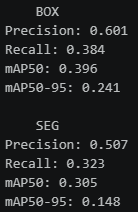 BOX
Precision: 0.601
Recall: 0.384
mAP50: 0.396
mAP50-95: 0.241
SEG
Precision: 0.507
Recall: 0.323
mAP50: 0.305
mAP50-95: 0.148